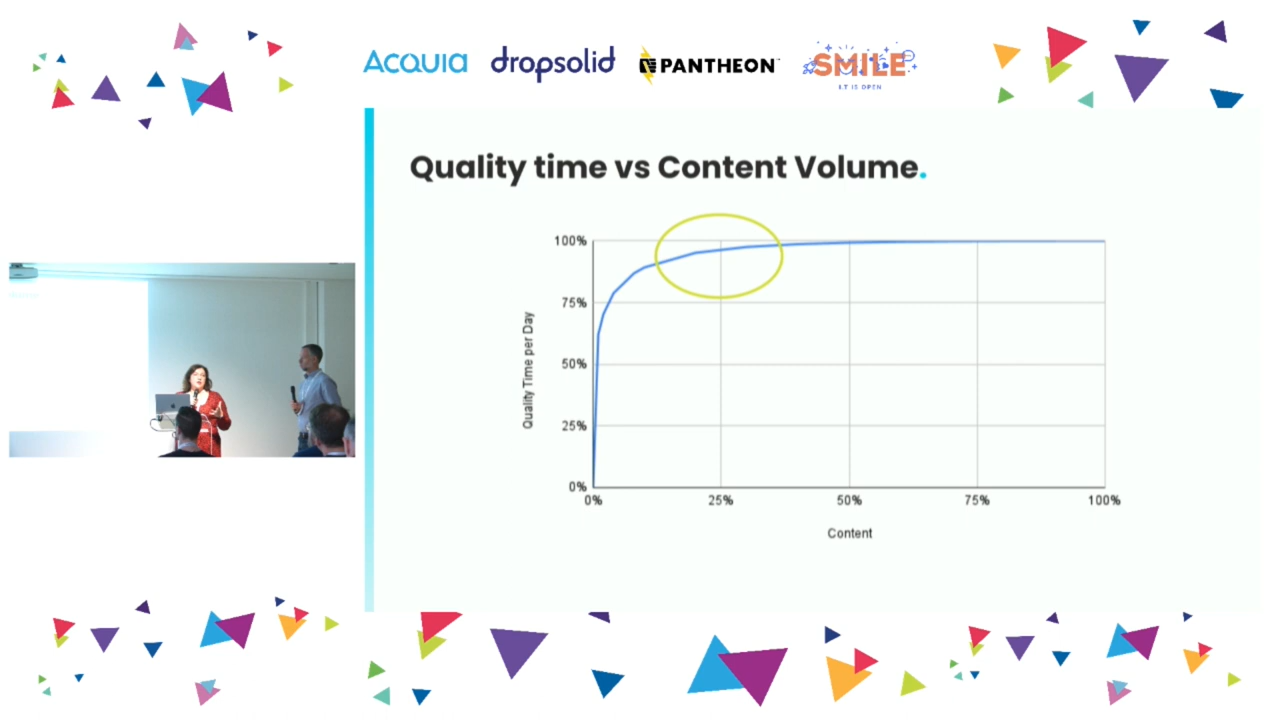 ACQUIA
dropsolid
PANTHEON
SMILE
I.T IS OPEN
Quality time vs Content Volume.
100%
75%
50%
25%
0%
Quality Time per Day
0%
25%
50%
75%
100%
Content